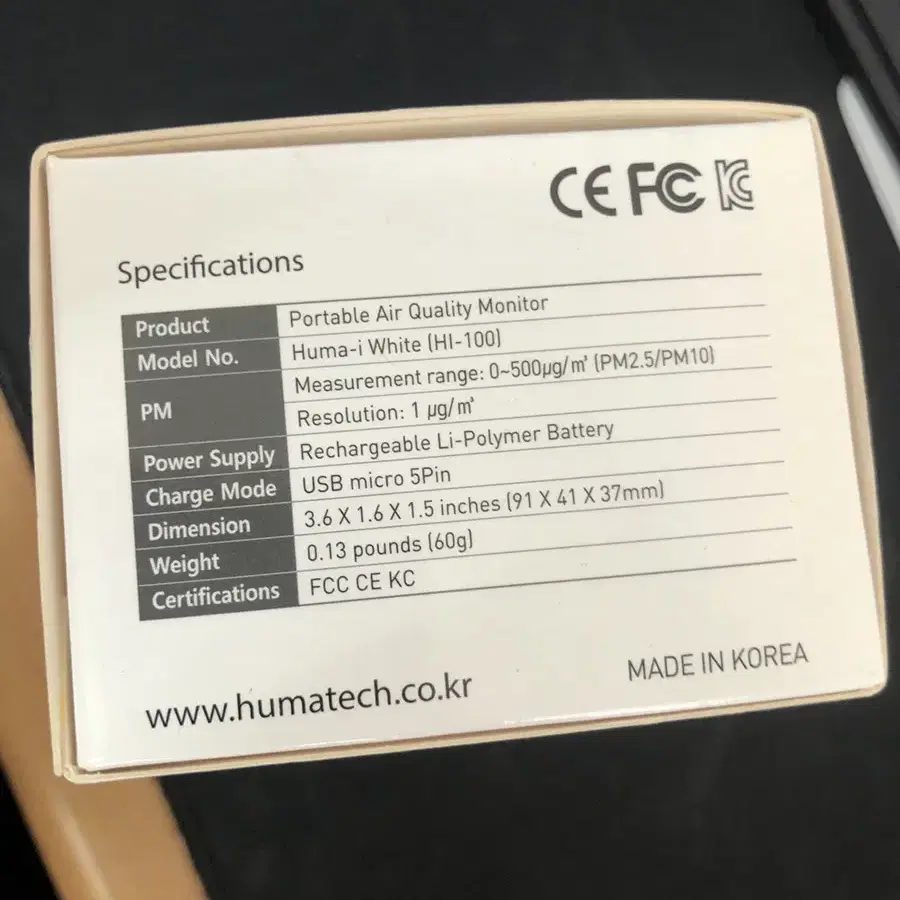 CE FC KC
Specifications
Product Portable Air Quality Monitor
Model No. Huma-i White (HI-100)
PM Measurement range: 0~500μg/㎥ (PM2.5/PM10)
Resolution: 1 μg/㎥
Power Supply Rechargeable Li-Polymer Battery
Charge Mode USB micro 5Pin
Dimension 3.6 X 1.6 X 1.5 inches (91 X 41 X 37mm)
Weight 0.13 pounds (60g)
Certifications FCC CE KC
www.humatech.co.kr
MADE IN KOREA